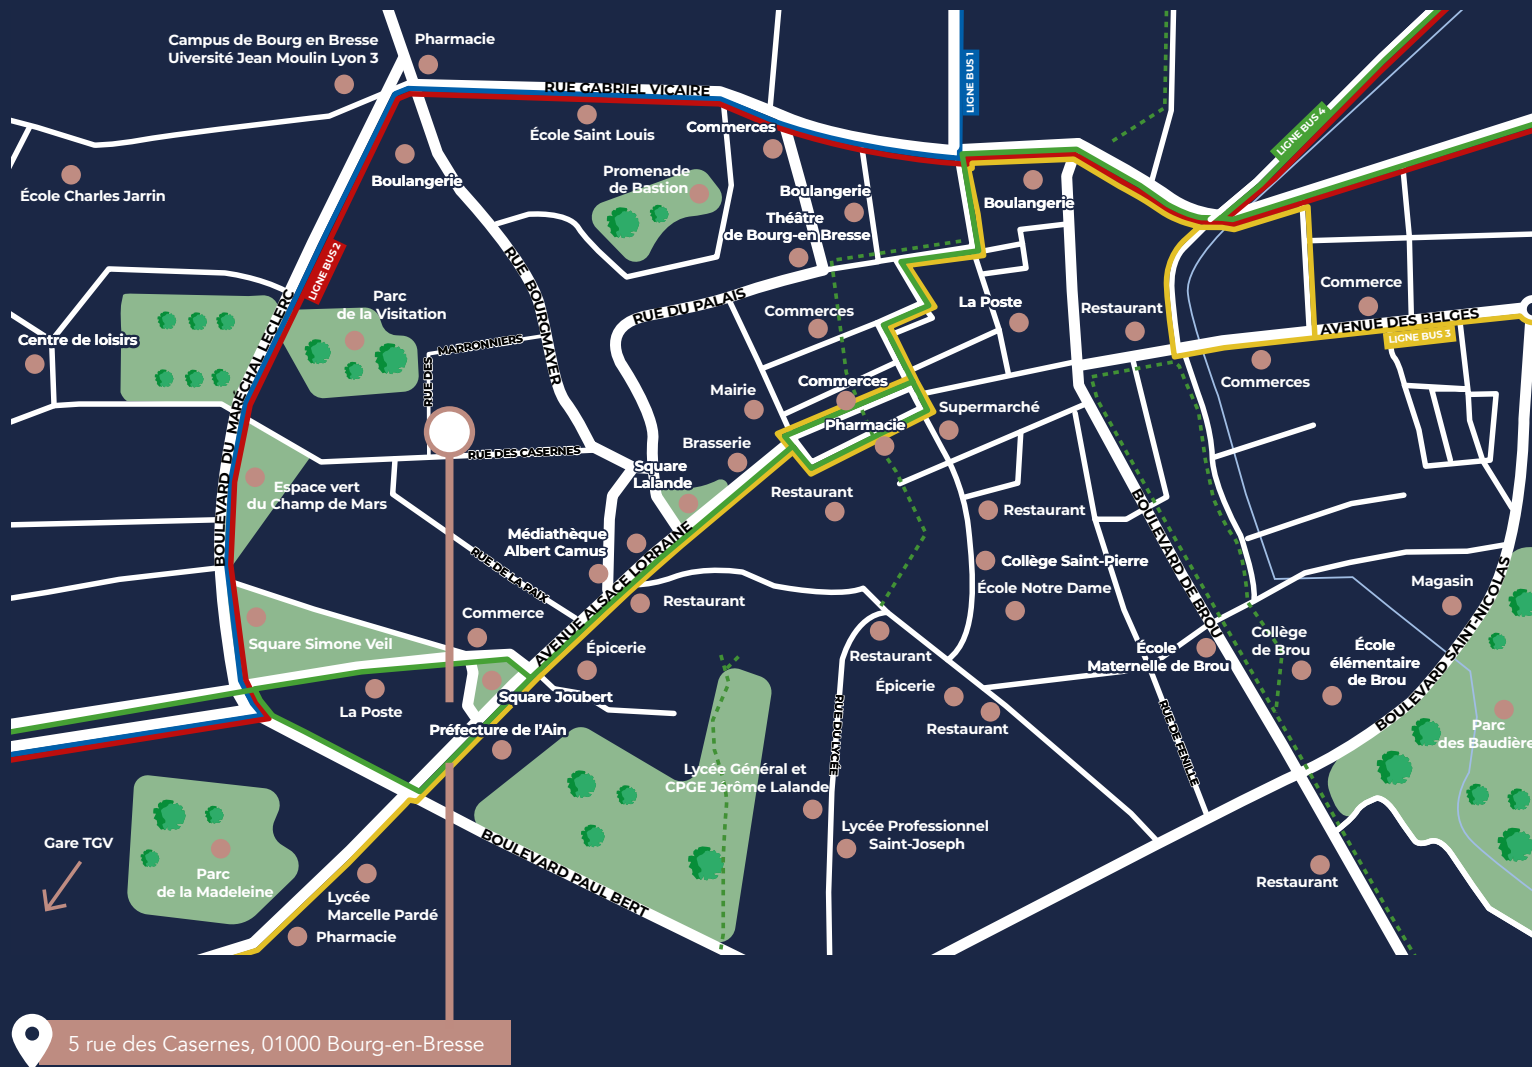 Campus de Bourg en Bresse
Uiversité Jean Moulin Lyon 3
Pharmacie
RUE GABRIEL VICAIRE
LIGNE BUS 1
LIGNE BUS 4
École Saint Louis
Commerces
École Charles Jarrin
Boulangerie
Promenade
de Bastion
Boulangerie
Boulangerie
Théâtre
de Bourg-en Bresse
LIGNE BUS 2
RUE BOURGMAYER
Parc
de la Visitation
RUE DU PALAIS
Commerces
La Poste
Restaurant
Commerce
AVENUE DES BELGES
LIGNE BUS 3
Centre de loisirs
BOULEVARD DU MARÉCHAL LECLERC
RUE DES
MARRONNIERS
Mairie
Commerces
Commerces
Supermarché
Pharmacie
Brasserie
RUE DES CASERNES
Square
Lalande
Restaurant
Espace vert
du Champ de Mars
Restaurant
BOULEVARD DE BROU
Médiathèque
Albert Camus
AVENUE ALSACE LORRAINE
RUE DE LA PAIX
Collège Saint-Pierre
École Notre Dame
Magasin
BOULEVARD SAINT-NICOLAS
Commerce
Restaurant
Square Simone Veil
Épicerie
Restaurant
École
Maternelle de Brou
Collège
de Brou
École
élémentaire
de Brou
Épicerie
Square Joubert
La Poste
Préfecture de l'Ain
Restaurant
RUE DU LYCÉE
RUE DE FENILLE
Parc
des Baudière
Lycée Général et
CPGE Jérôme Lalande
Lycée Professionnel
Saint-Joseph
Gare TGV
BOULEVARD PAUL BERT
Parc
de la Madeleine
Restaurant
Lycée
Marcelle Pardé
Pharmacie
5 rue des Casernes, 01000 Bourg-en-Bresse